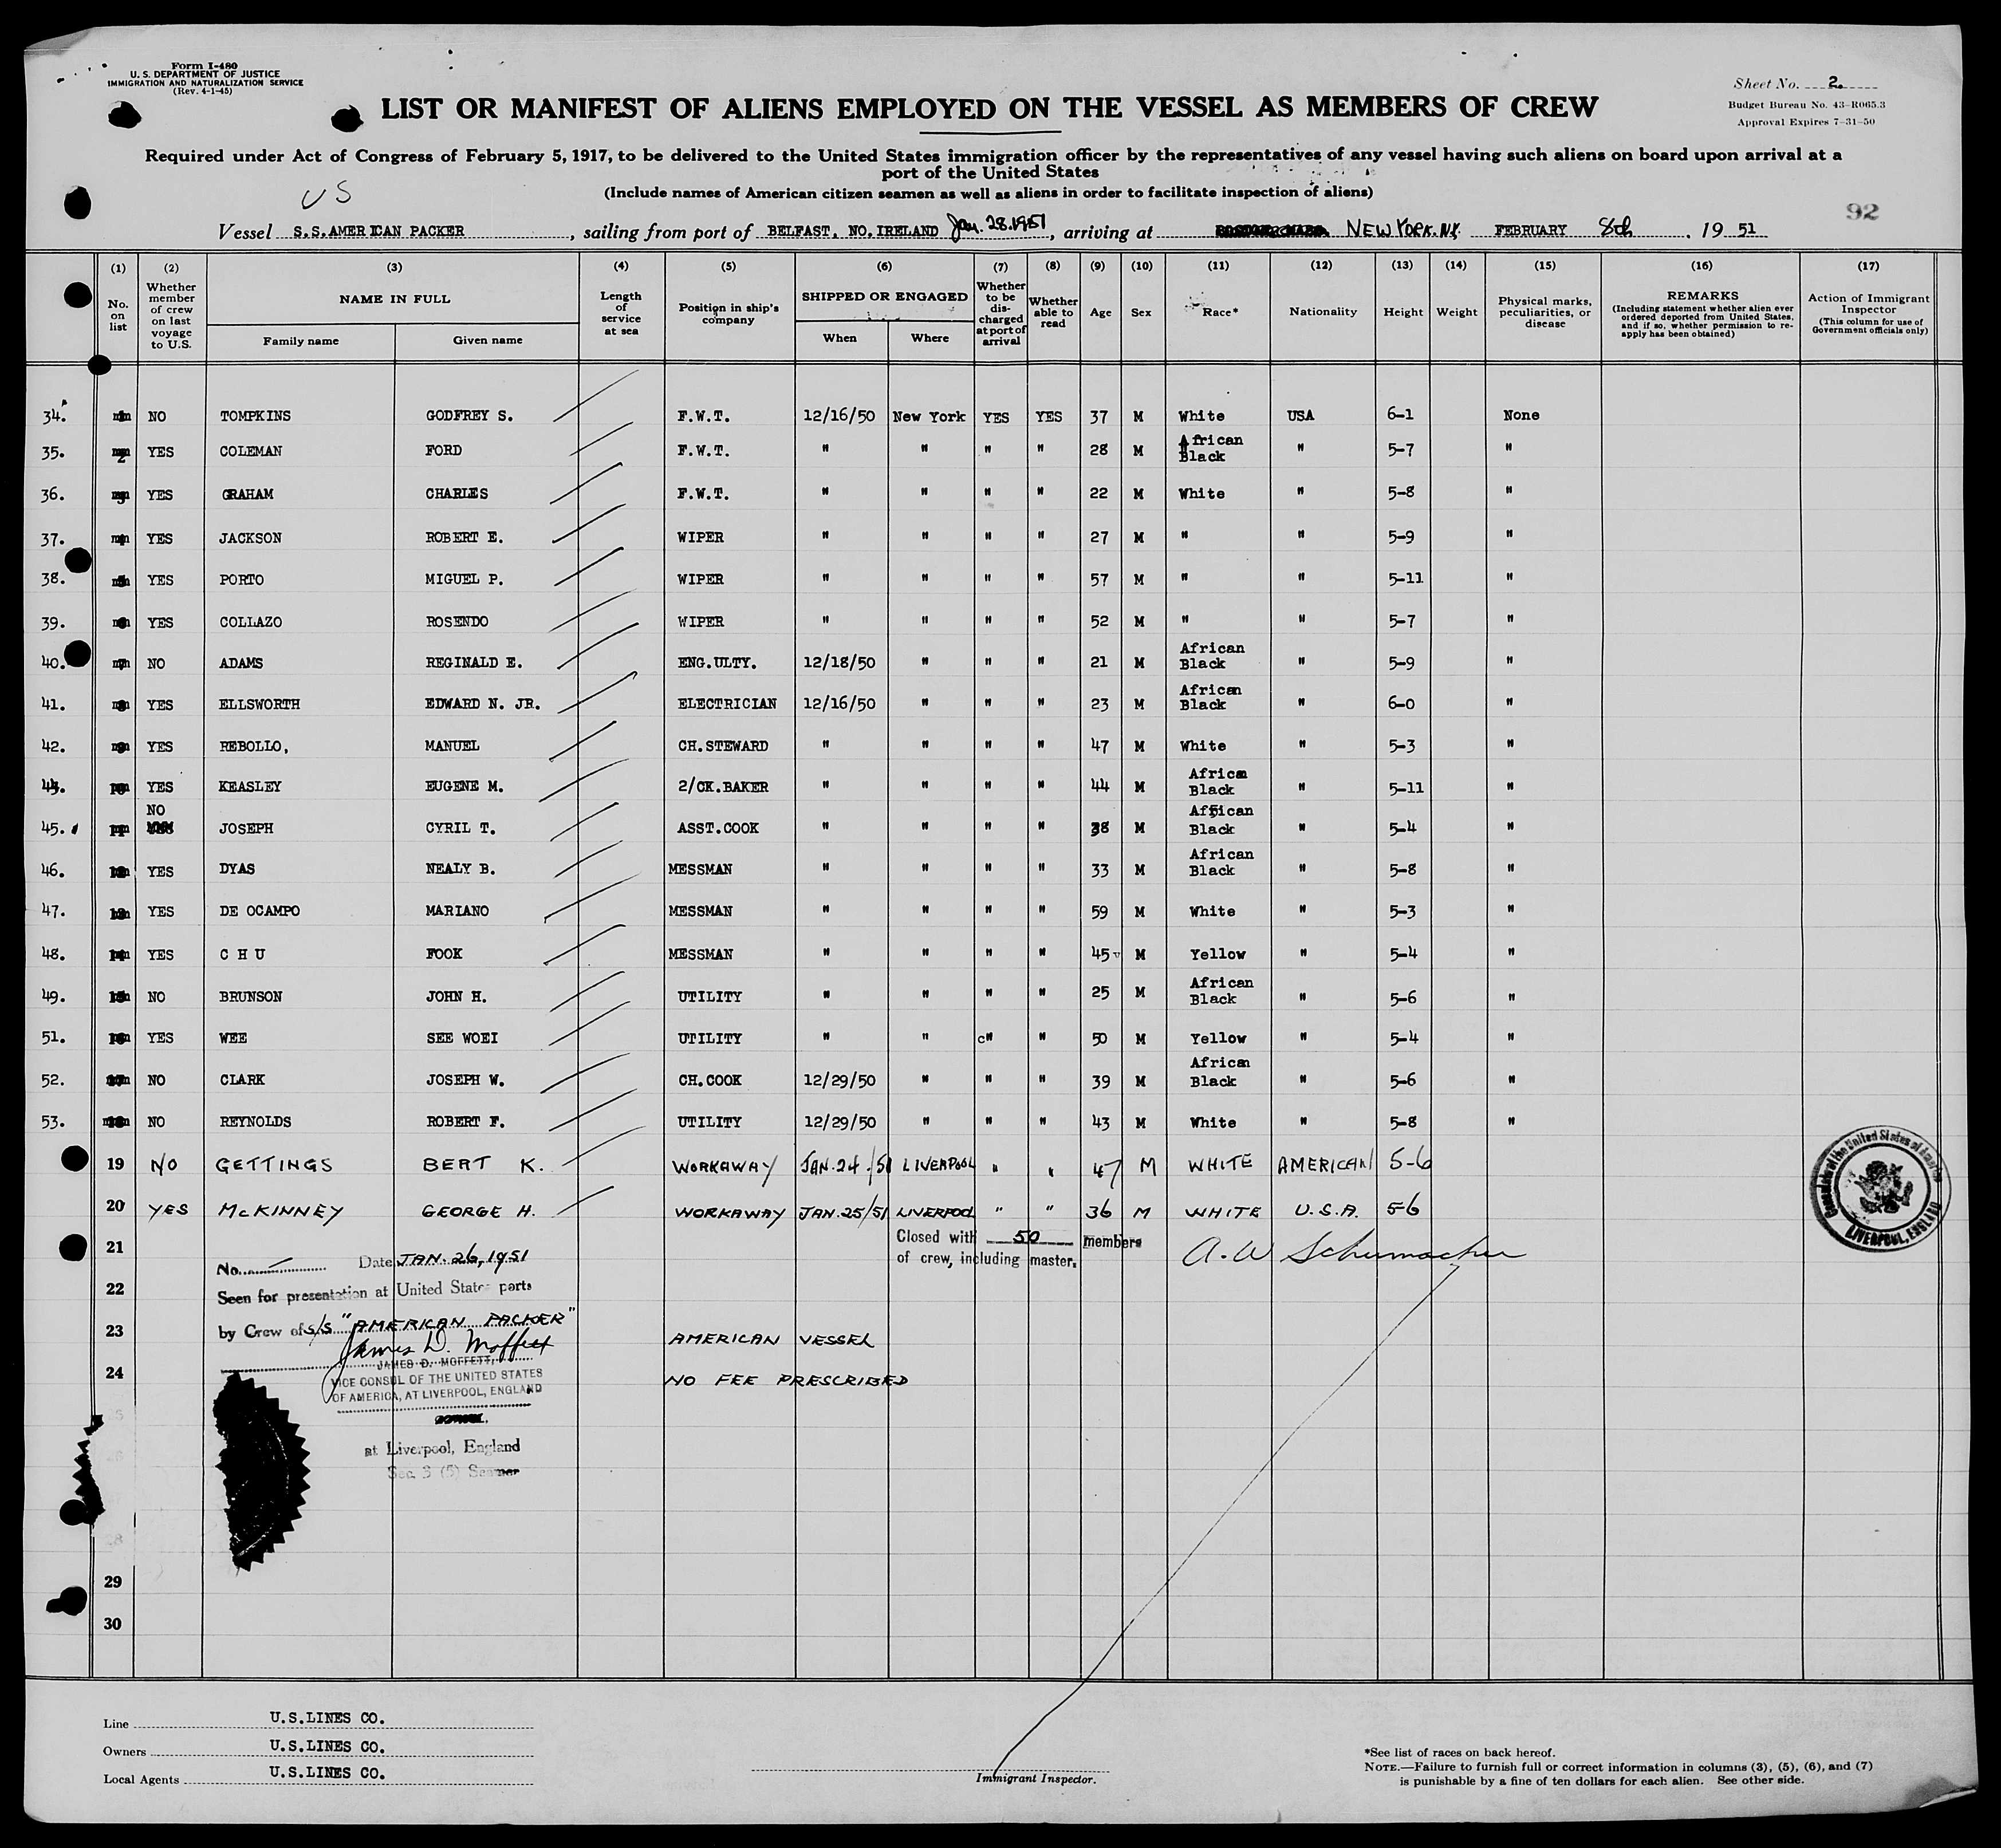 Form I-480
U. S. DEPARTMENT OF JUSTICE
IMMIGRATION AND NATURALIZATION SERVICE
(Rev. 4-1-45)
Sheet No. 2
Budget Bureau No. 43-R065.3
Approval Expires 7-31-50
LIST OR MANIFEST OF ALIENS EMPLOYED ON THE VESSEL AS MEMBERS OF CREW
Required under Act of Congress of February 5, 1917, to be delivered to the United States immigration officer by the representatives of any vessel having such aliens on board upon arrival at a
port of the United States
(Include names of American citizen seamen as well as aliens in order to facilitate inspection of aliens)
US
92
Vessel S.S.AMERICAN PACKER, sailing from port of BELFAST, NO.IRELAND Jan. 28.1951, arriving at NEW YORK.N.Y. FEBRUARY 8th, 19 51
(1) (2) (3) (4) (5) (6) (7) (8) (9) (10) (11) (12) (13) (14) (15) (16) (17)
No. on list
Whether member of crew on last voyage to U.S.
NAME IN FULL
Family name
Given name
Length of service at sea
Position in ship's company
SHIPPED OR ENGAGED
When
Where
Whether to be discharged at port of arrival
Whether able to read
Age
Sex
Race*
Nationality
Height
Weight
Physical marks, peculiarities, or disease
REMARKS
(Including statement whether alien ever ordered deported from United States, and if so, whether permission to reapply has been obtained)
Action of Immigrant Inspector
(This column for use of Government officials only)
34. NO TOMPKINS GODFREY S. F.W.T. 12/16/50 New York YES YES 37 M White USA 6-1 None
35. 2 YES COLEMAN FORD F.W.T. " " " " 28 M African Black " 5-7 "
36. YES GRAHAM CHARLES F.W.T. " " " " 22 M White " 5-8 "
37. YES JACKSON ROBERT E. WIPER " " " " 27 M " " 5-9 "
38. YES PORTO MIGUEL P. WIPER " " " " 57 M " " 5-11 "
39. YES COLLAZO ROSENDO WIPER " " " " 52 M " " 5-7 "
40. NO ADAMS REGINALD E. ENG.ULTY. 12/18/50 " " " 21 M African Black " 5-9 "
41. YES ELLSWORTH EDWARD N. JR. ELECTRICIAN 12/16/50 " " " 23 M African Black " 6-0 "
42. YES REBOLLO, MANUEL CH.STEWARD " " " " 47 M White " 5-3 "
YES KEASLEY EUGENE M. 2/CK.BAKER " " " " 44 M African Black " 5-11 "
45. NO JOSEPH CYRIL T. ASST.COOK " " " " 38 M African Black " 5-4 "
46. YES DYAS NEALY B. MESSMAN " " " " 33 M African Black " 5-8 "
47. YES DE OCAMPO MARIANO MESSMAN " " " " 59 M White " 5-3 "
48. YES C H U FOOK MESSMAN " " " " 45 M Yellow " 5-4 "
49. NO BRUNSON JOHN H. UTILITY " " " " 25 M African Black " 5-6 "
51. YES WEE SEE WOEI UTILITY " " " " 50 M Yellow " 5-4 "
52. NO CLARK JOSEPH W. CH.COOK 12/29/50 " " " 39 M African Black " 5-6 "
53. NO REYNOLDS ROBERT F. UTILITY 12/29/50 " " " 43 M White " 5-8 "
19 NO GETTINGS BERT K. WORKAWAY JAN.24./51 LIVERPOOL " " 47 M WHITE AMERICAN 5-6
20 YES McKINNEY GEORGE H. WORKAWAY JAN.25/51 LIVERPOOL " " 36 M WHITE U.S.A. 5-6
21
Closed with 50 members
of crew, including master.
A. W Schumacher
No. Date JAN. 26, 1951
22
Seen for presentation at United States ports
23
by Crew of S/S "AMERICAN PACKER"
James D. Moffett
AMERICAN VESSEL
24
JAMES D. MOFFETT,
VICE CONSUL OF THE UNITED STATES
OF AMERICA, AT LIVERPOOL, ENGLAND
NO FEE PRESCRIBED
25
at Liverpool, England
26
Sec. 3 (5) Seaman
28
29
30
Consulate of the United States of America
LIVERPOOL, ENGLAND
Line U.S.LINES CO.
Owners U.S.LINES CO.
Local Agents U.S.LINES CO.
Immigrant Inspector.
*See list of races on back hereof.
NOTE.—Failure to furnish full or correct information in columns (3), (5), (6), and (7)
is punishable by a fine of ten dollars for each alien. See other side.